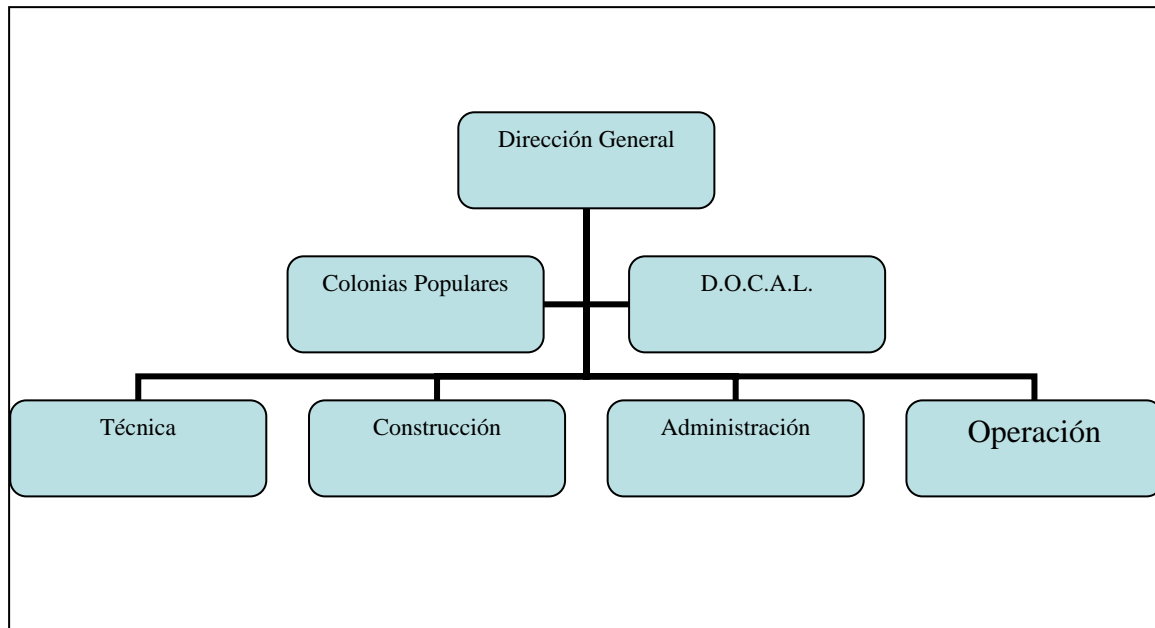 Dirección General
Colonias Populares
D.O.C.A.L.
Técnica
Construcción
Administración
Operación